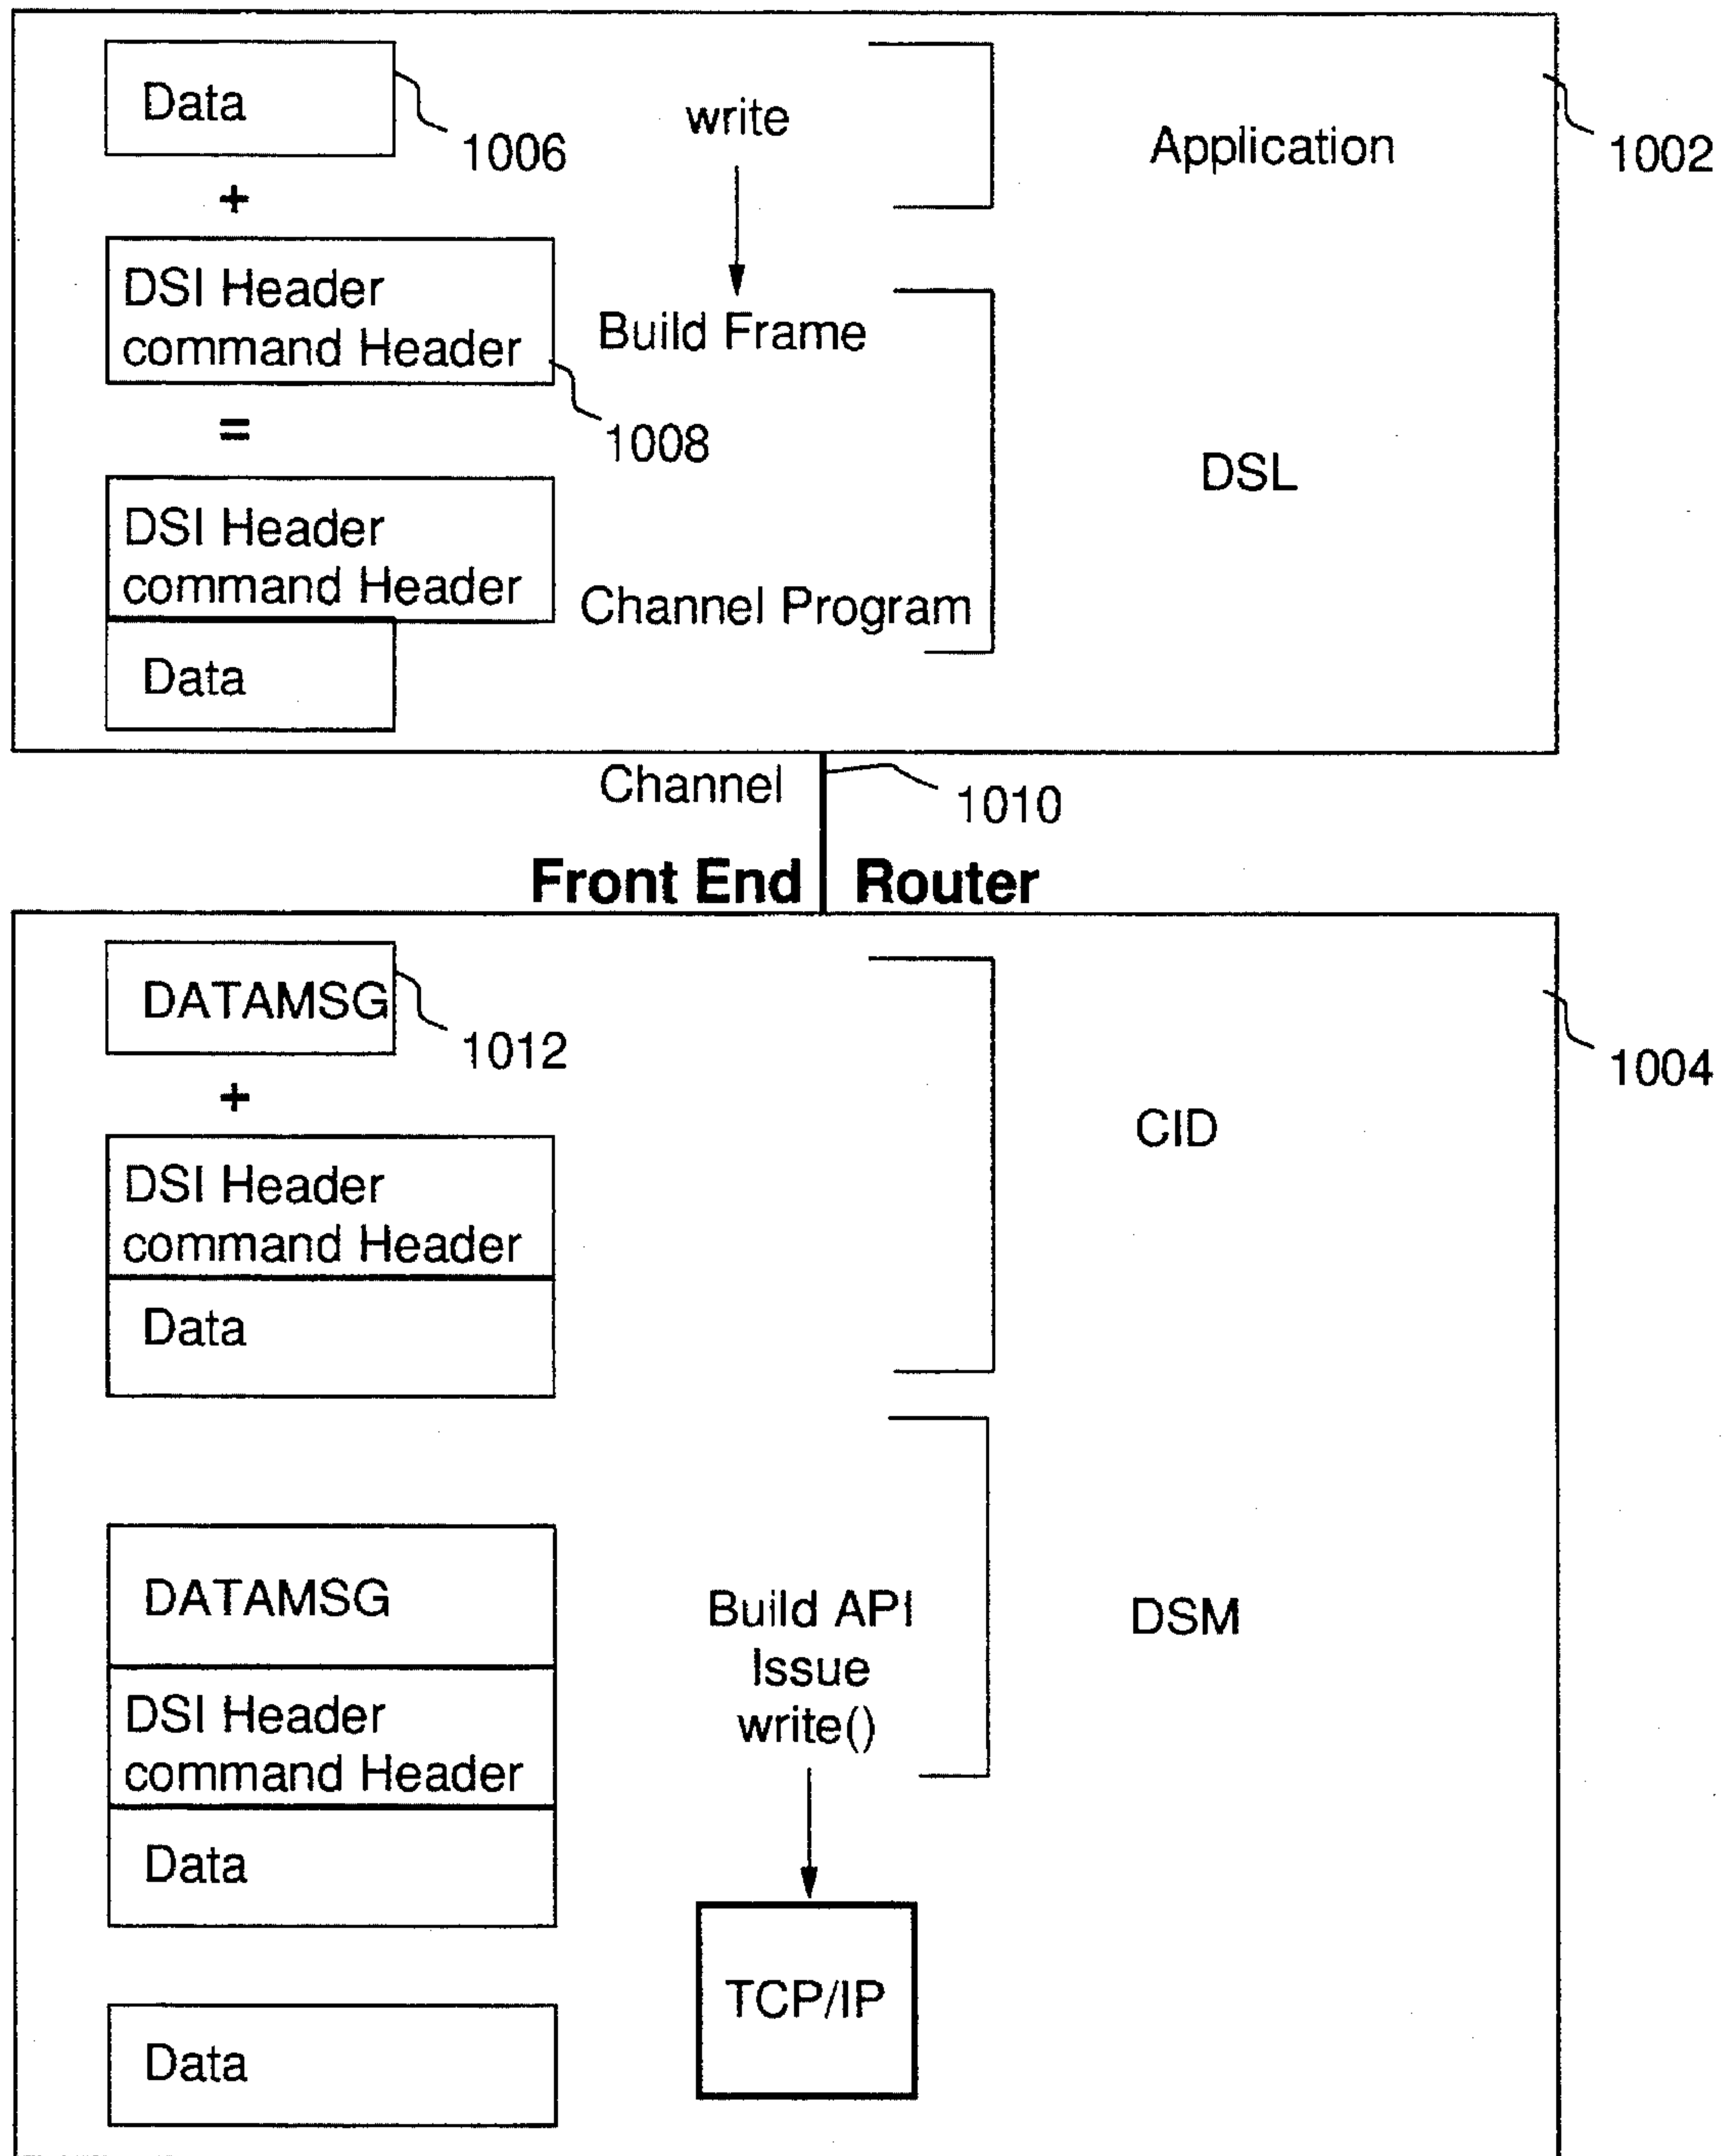 Data
1006
write
Application
1002
+
DSI Header
command Header
1008
Build Frame
=
DSL
DSI Header
command Header
Channel Program
Data
Channel
1010
Front End Router
DATAMSG
1012
1004
+
CID
DSI Header
command Header
Data
DATAMSG
Build API
Issue
write()
DSM
DSI Header
command Header
Data
TCP/IP
Data